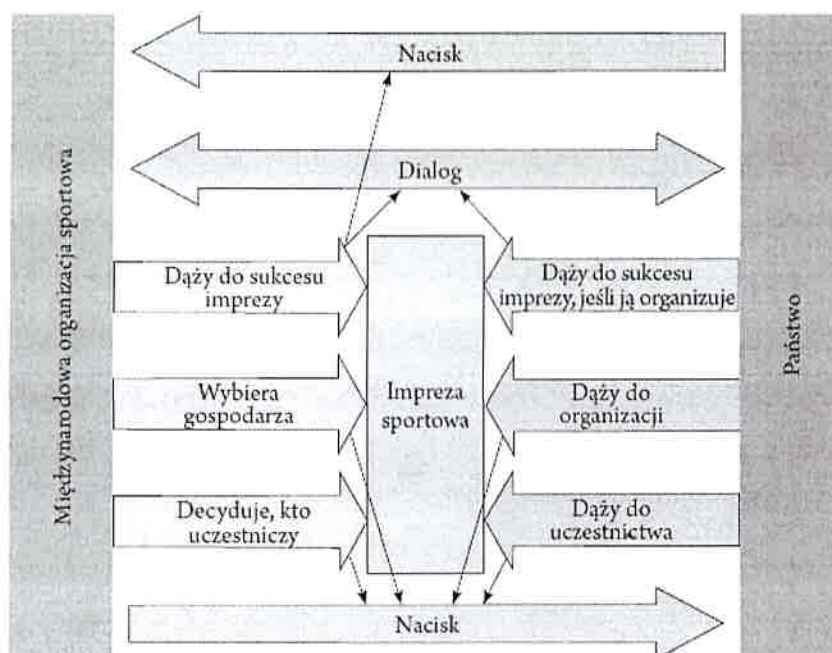 Międzynarodowa organizacja sportowa
Nacisk
Dialog
Dąży do sukcesu
imprezy
Dąży do sukcesu
imprezy, jeśli ją organizuje
Wybiera
gospodarza
Impreza
sportowa
Dąży do
organizacji
Decyduje, kto
uczestniczy
Dąży do
uczestnictwa
Nacisk
Państwo